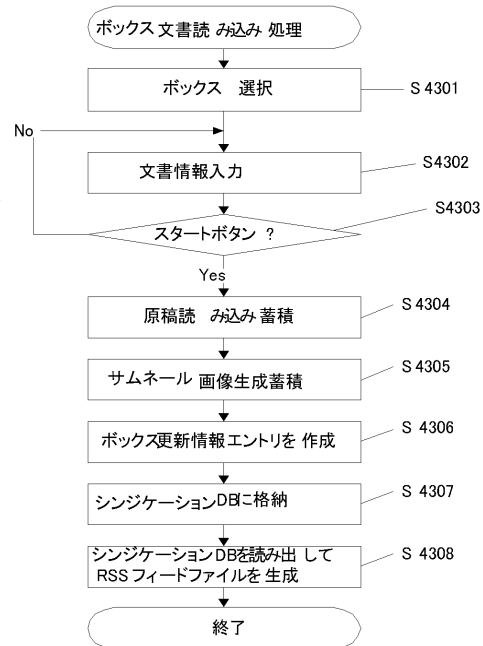 ボックス文書読み込み処理
ボックス 選択
S4301
No
文書情報入力
S4302
S4303
スタートボタン ?
Yes
原稿読 み込み蓄積
S4304
サムネール画像生成蓄積
S4305
ボックス更新情報エントリを作成
S4306
シンジケーションDBに格納
S4307
シンジケーションDBを読み出して
RSSフィードファイルを生成
S4308
終了